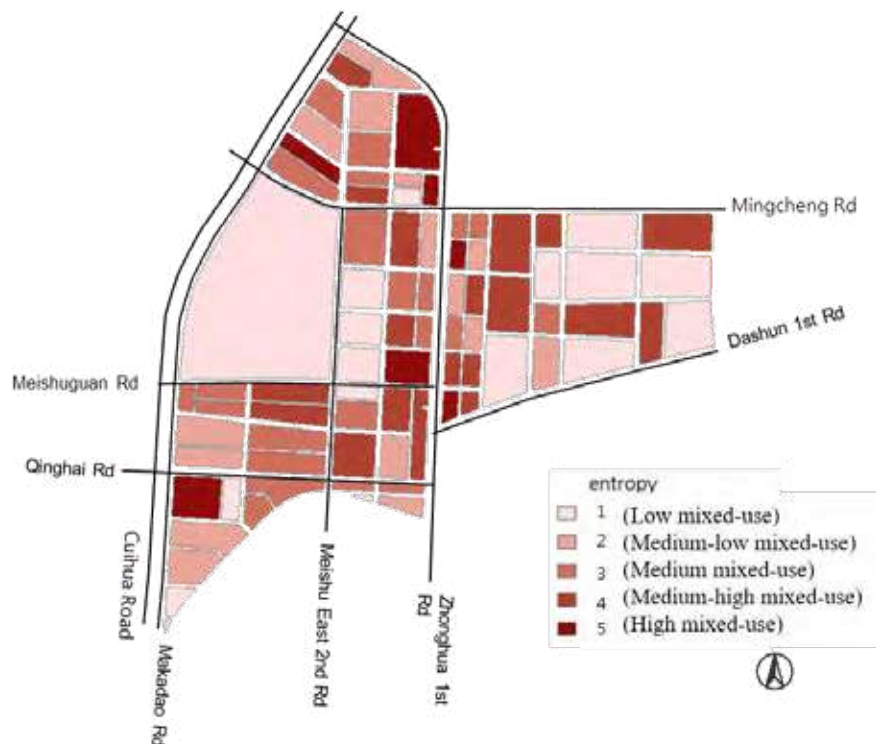 Mingcheng Rd
Dashun 1st Rd
Meishuguan Rd
Qinghai Rd
Cuihua Road
Makadao Rd
Meishu East 2nd Rd
Zhonghua 1st
Rd
entropy
1 (Low mixed-use)
2 (Medium-low mixed-use)
3 (Medium mixed-use)
4 (Medium-high mixed-use)
5 (High mixed-use)